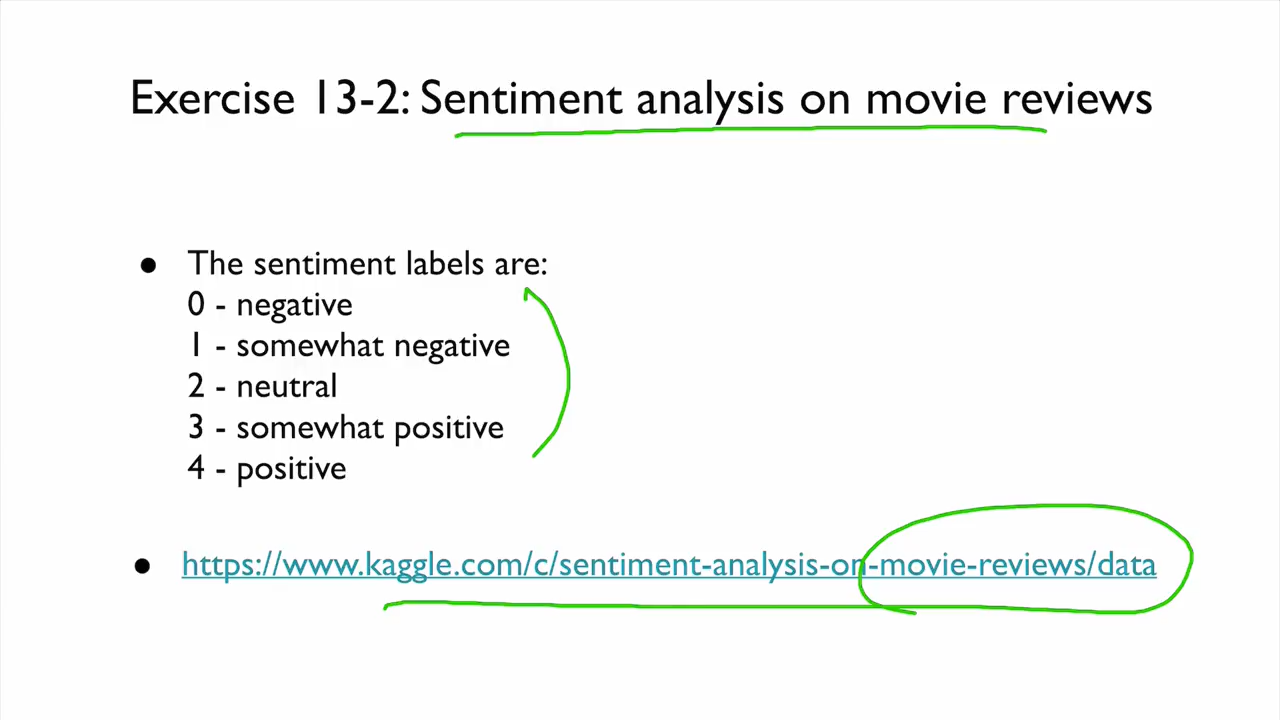 Exercise 13-2: Sentiment analysis on movie reviews
● The sentiment labels are:
0 - negative
1 - somewhat negative
2 - neutral
3 - somewhat positive
4 - positive
● https://www.kaggle.com/c/sentiment-analysis-on-movie-reviews/data